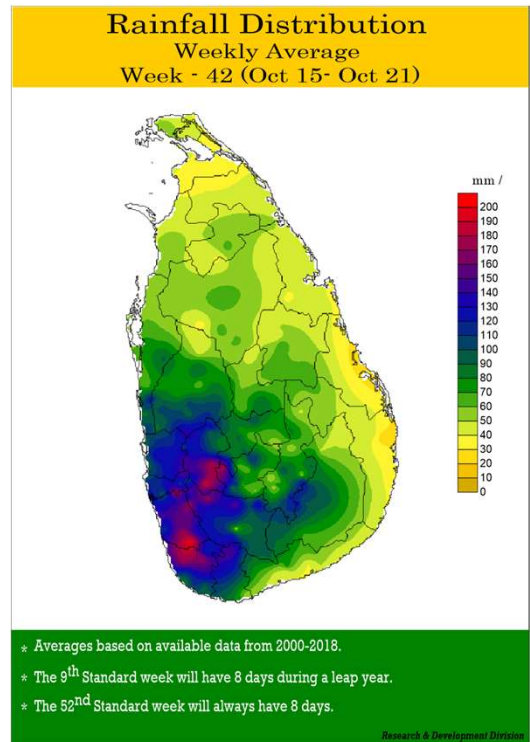 Rainfall Distribution
Weekly Average
Week - 42 (Oct 15- Oct 21)
mm /
200
190
180
170
160
150
140
130
120
110
100
90
80
70
60
50
40
30
20
10
0
* Averages based on available data from 2000-2018.
* The 9th Standard week will have 8 days during a leap year.
* The 52nd Standard week will always have 8 days.
Research & Development Division